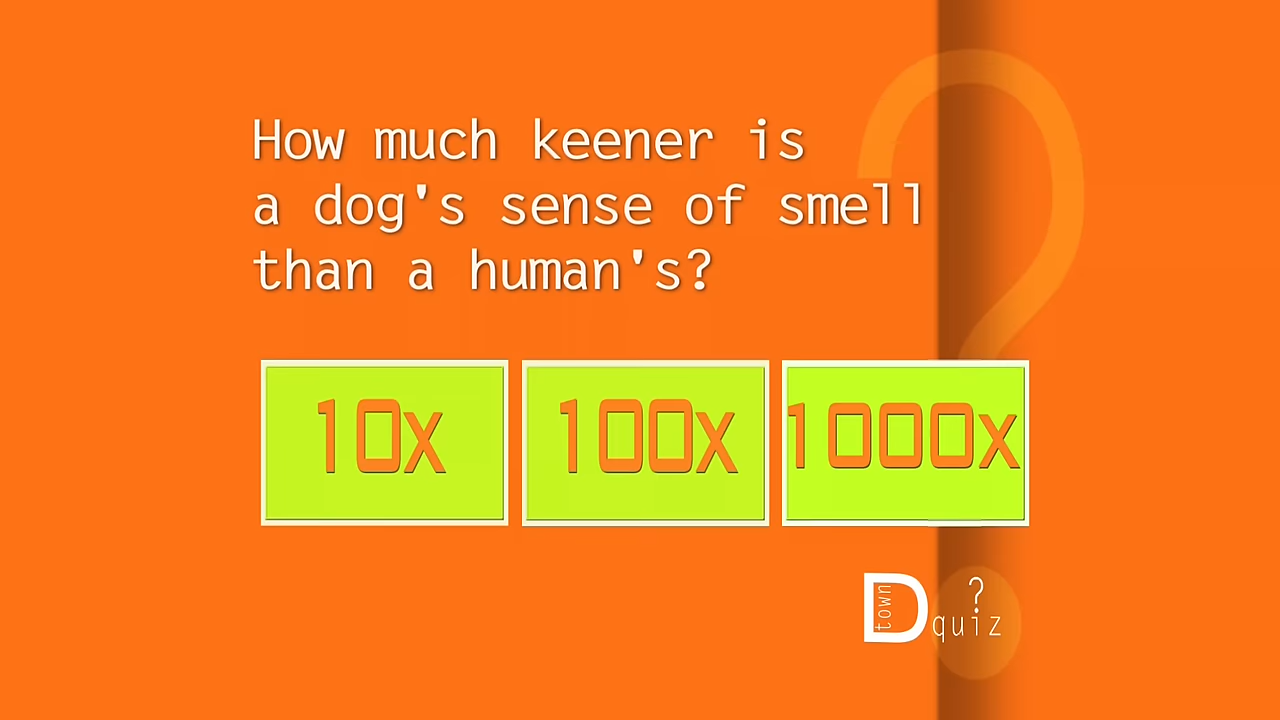 How much keener is
a dog's sense of smell
than a human's?
10x
100x
1000x
D town quiz?